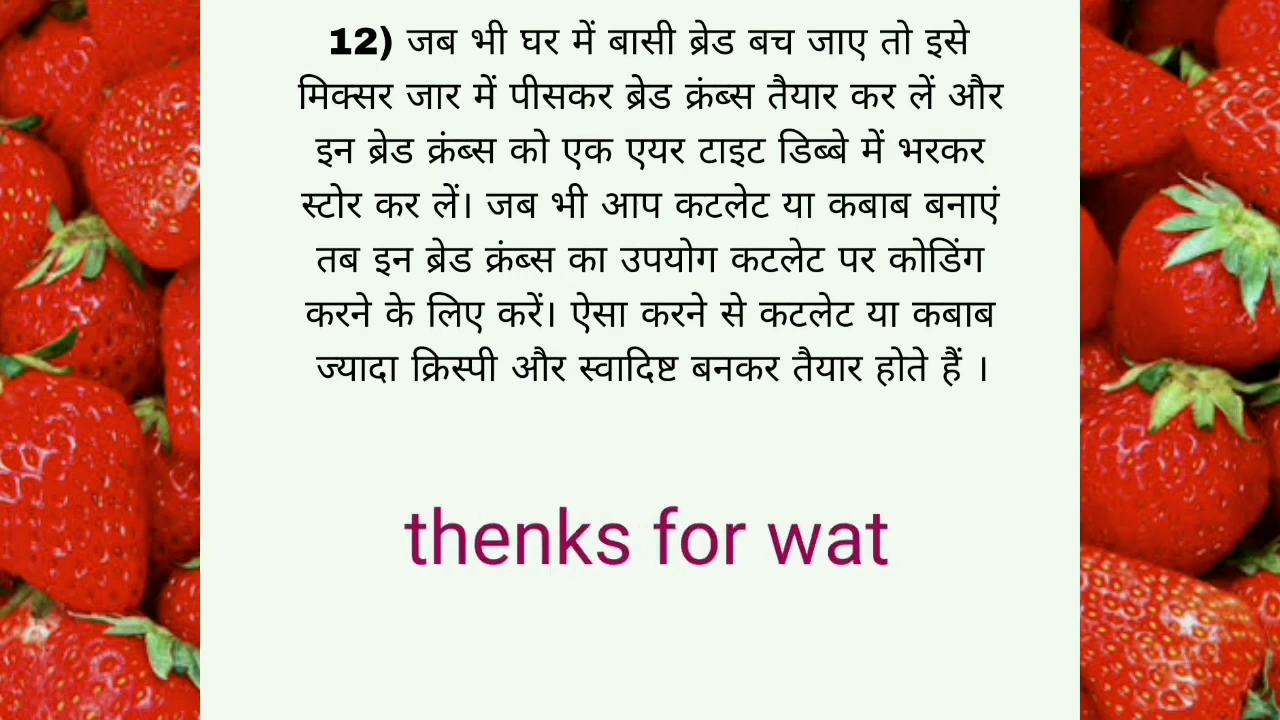 12) जब भी घर में बासी ब्रेड बच जाए तो इसे
मिक्सर जार में पीसकर ब्रेड क्रंब्स तैयार कर लें और
इन ब्रेड क्रंब्स को एक एयर टाइट डिब्बे में भरकर
स्टोर कर लें। जब भी आप कटलेट या कबाब बनाएं
तब इन ब्रेड क्रंब्स का उपयोग कटलेट पर कोडिंग
करने के लिए करें। ऐसा करने से कटलेट या कबाब
ज्यादा क्रिस्पी और स्वादिष्ट बनकर तैयार होते हैं ।
thenks for wat